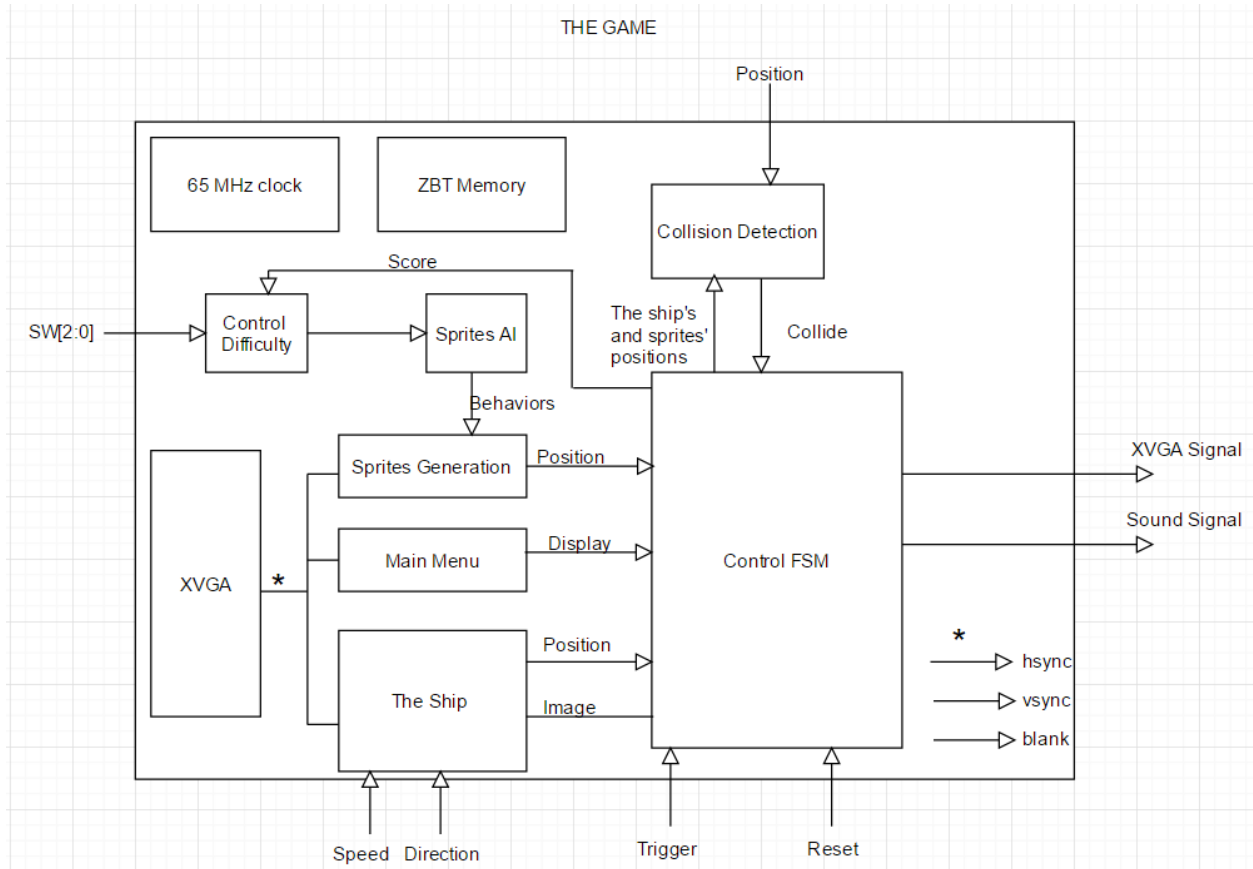 THE GAME
Position
65 MHz clock
ZBT Memory
Collision Detection
Score
SW[2:0]
Control
Difficulty
Sprites AI
The ship's
and sprites'
positions
Collide
Behaviors
Sprites Generation
Position
XVGA Signal
Sound Signal
Main Menu
Display
Control FSM
XVGA
*
The Ship
Position
Image
*
hsync
vsync
blank
Speed
Direction
Trigger
Reset